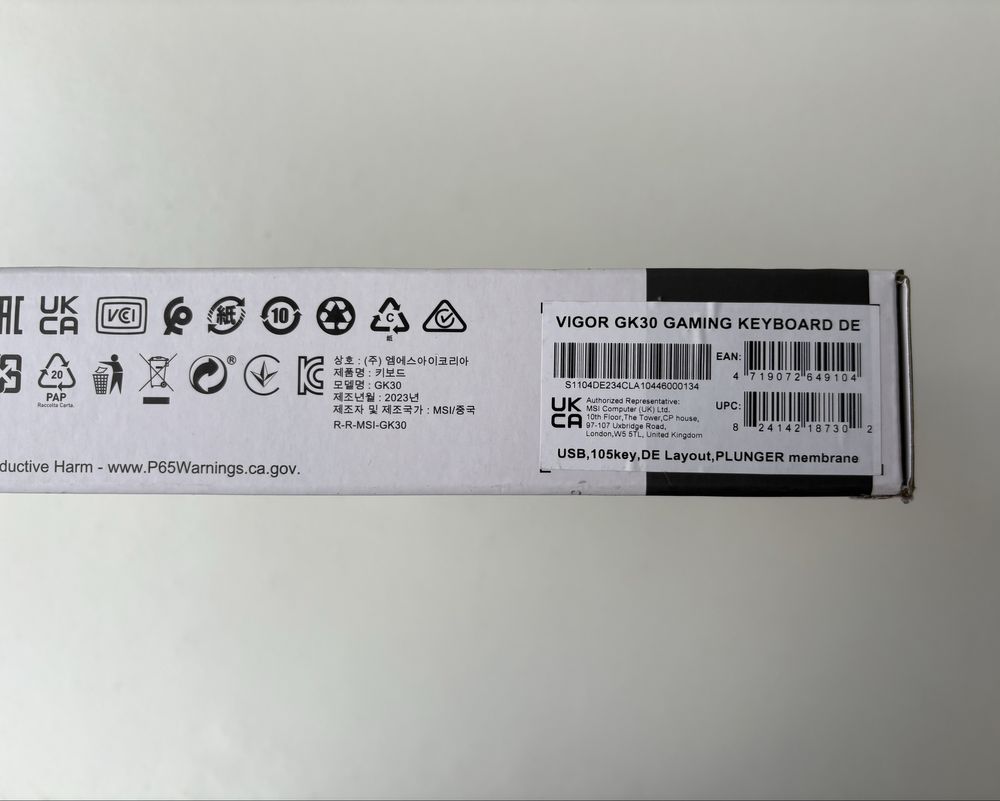 UK
CA
VCI
紙
10
C
紙
20
PAP
Raccolta Carta.
®
상호 : (주) 엠에스아이코리아
제품명 : 키보드
모델명 : GK30
제조년월 : 2023년
제조자 및 제조국가 : MSI/중국
R-R-MSI-GK30
ductive Harm - www.P65Warnings.ca.gov.
VIGOR GK30 GAMING KEYBOARD DE
S1104DE234CLA10446000134
EAN:
4 719072 649104
UK
CA
Authorized Representative:
MSI Computer (UK) Ltd.
10th Floor,The Tower,CP house,
97-107 Uxbridge Road,
London,W5 5TL, United Kingdom
UPC:
8 24142 18730 2
USB,105key,DE Layout,PLUNGER membrane